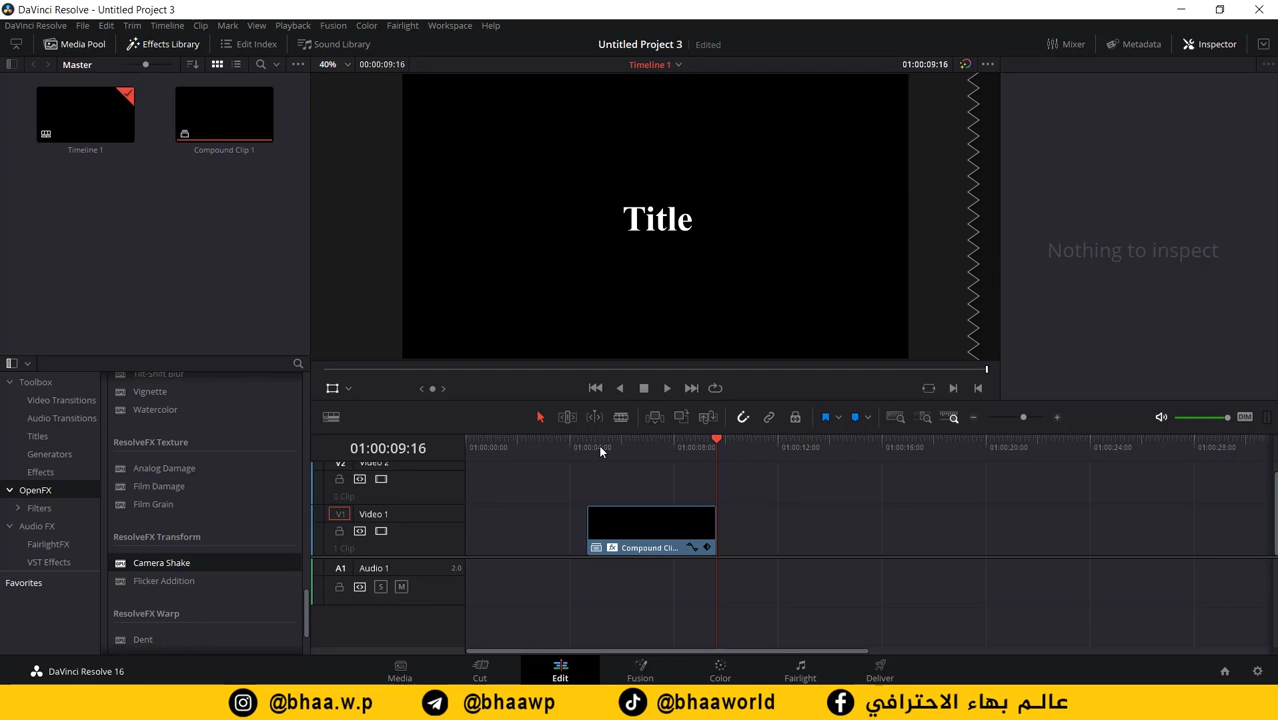 DaVinci Resolve - Untitled Project 3
DaVinci Resolve File Edit Trim Timeline Clip Mark View Playback Fusion Color Fairlight Workspace Help
Media Pool Effects Library Edit Index Sound Library Untitled Project 3 Edited Mixer Metadata Inspector
Master 40% 00:00:09:16 Timeline 1 01:00:09:16
Timeline 1 Compound Clip 1
Title
Nothing to inspect
Toolbox
Video Transitions
Audio Transitions
Titles
Generators
Effects
OpenFX
Filters
Audio FX
FairlightFX
VST Effects
Favorites
Tilt-Shift Blur
Vignette
Watercolor
ResolveFX Texture
Analog Damage
Film Damage
Film Grain
ResolveFX Transform
Camera Shake
Flicker Addition
ResolveFX Warp
Dent
DIM
01:00:09:16
01:00:00:00 01:00:08:00 01:00:12:00 01:00:16:00 01:00:20:00 01:00:24:00 01:00:28:00
V2 Video 2
0 Clip
V1 Video 1
1 Clip
Compound Cli...
fx
A1 Audio 1 2.0
S M
DaVinci Resolve 16
Media Cut Edit Fusion Color Fairlight Deliver
@bhaa.w.p @bhaawp @bhaaworld عالم بهاء الاحترافي